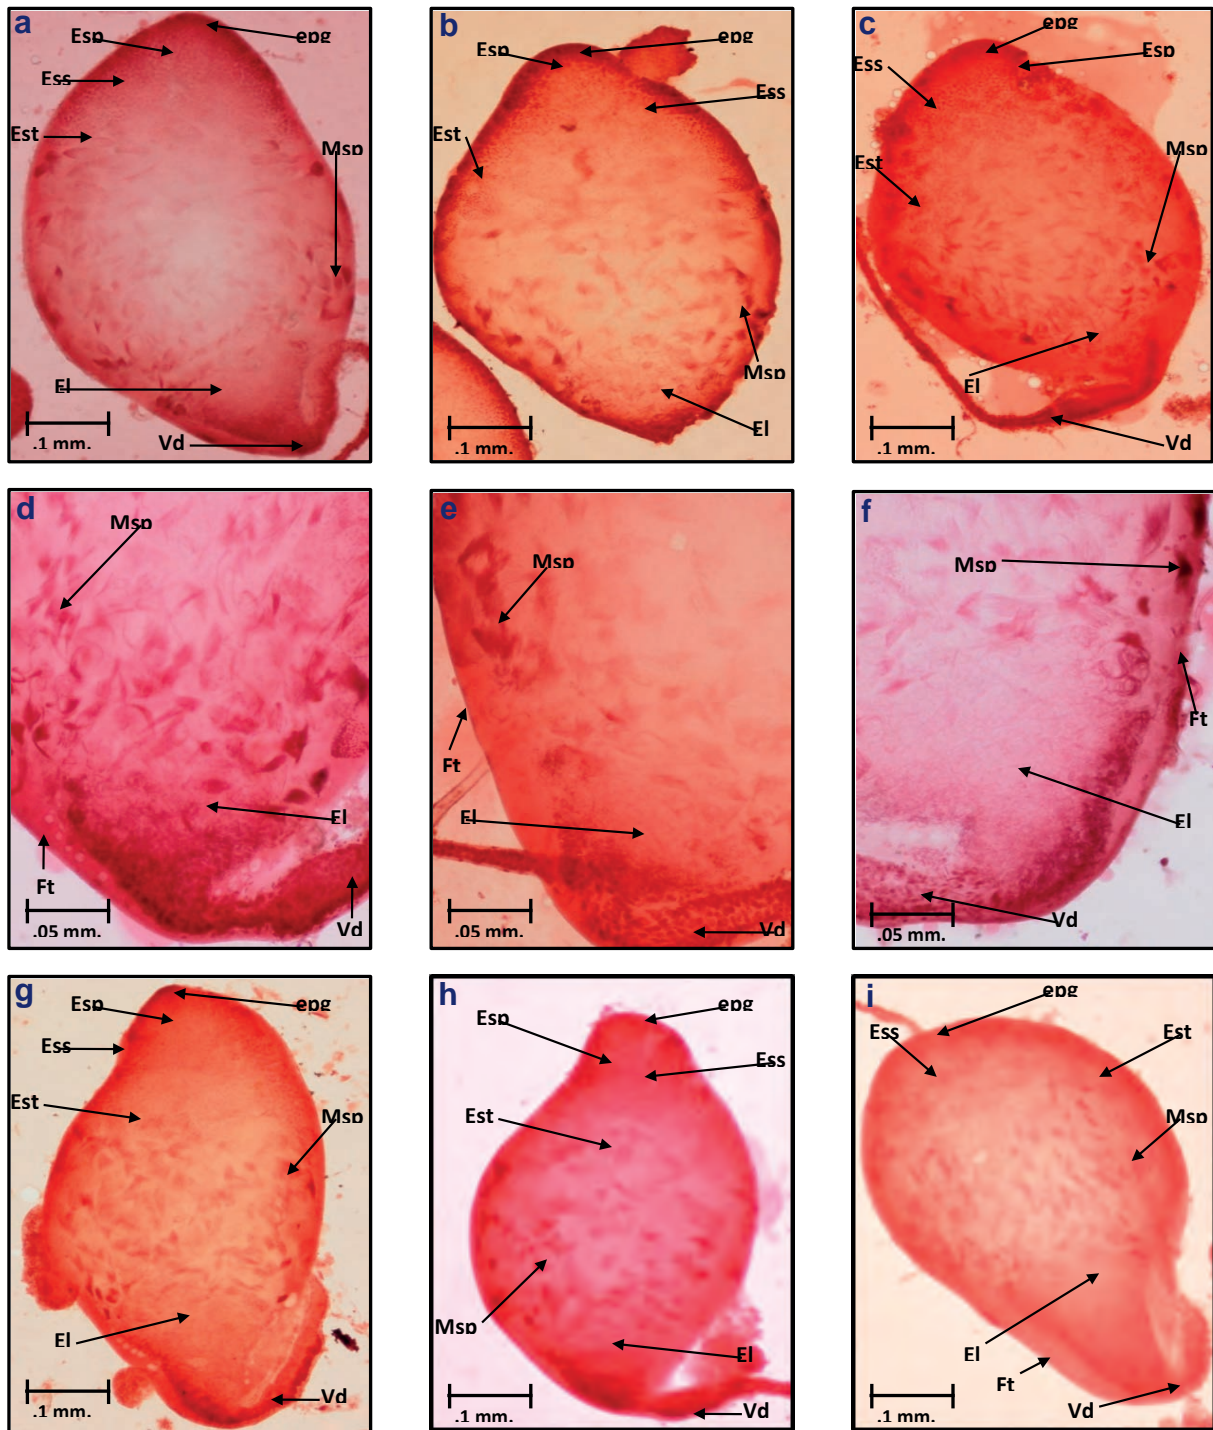 a
Esp
epg
Ess
Est
Msp
El
Vd
.1 mm.
b
Esp
epg
Ess
Est
Msp
El
.1 mm.
c
epg
Esp
Ess
Est
Msp
El
Vd
.1 mm.
d
Msp
El
Ft
Vd
.05 mm.
e
Msp
Ft
El
Vd
.05 mm.
f
Msp
Ft
El
Vd
.05 mm.
g
Esp
epg
Ess
Est
Msp
El
Vd
.1 mm.
h
Esp
epg
Ess
Est
Msp
El
Vd
.1 mm.
i
epg
Ess
Est
Msp
El
Ft
Vd
.1 mm.